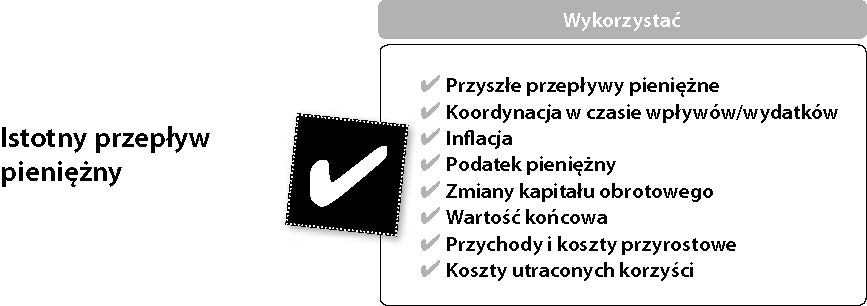 Wykorzystać
Istotny przepływ
pieniężny
Przyszłe przepływy pieniężne
Koordynacja w czasie wpływów/wydatków
Inflacja
Podatek pieniężny
Zmiany kapitału obrotowego
Wartość końcowa
Przychody i koszty przyrostowe
Koszty utraconych korzyści